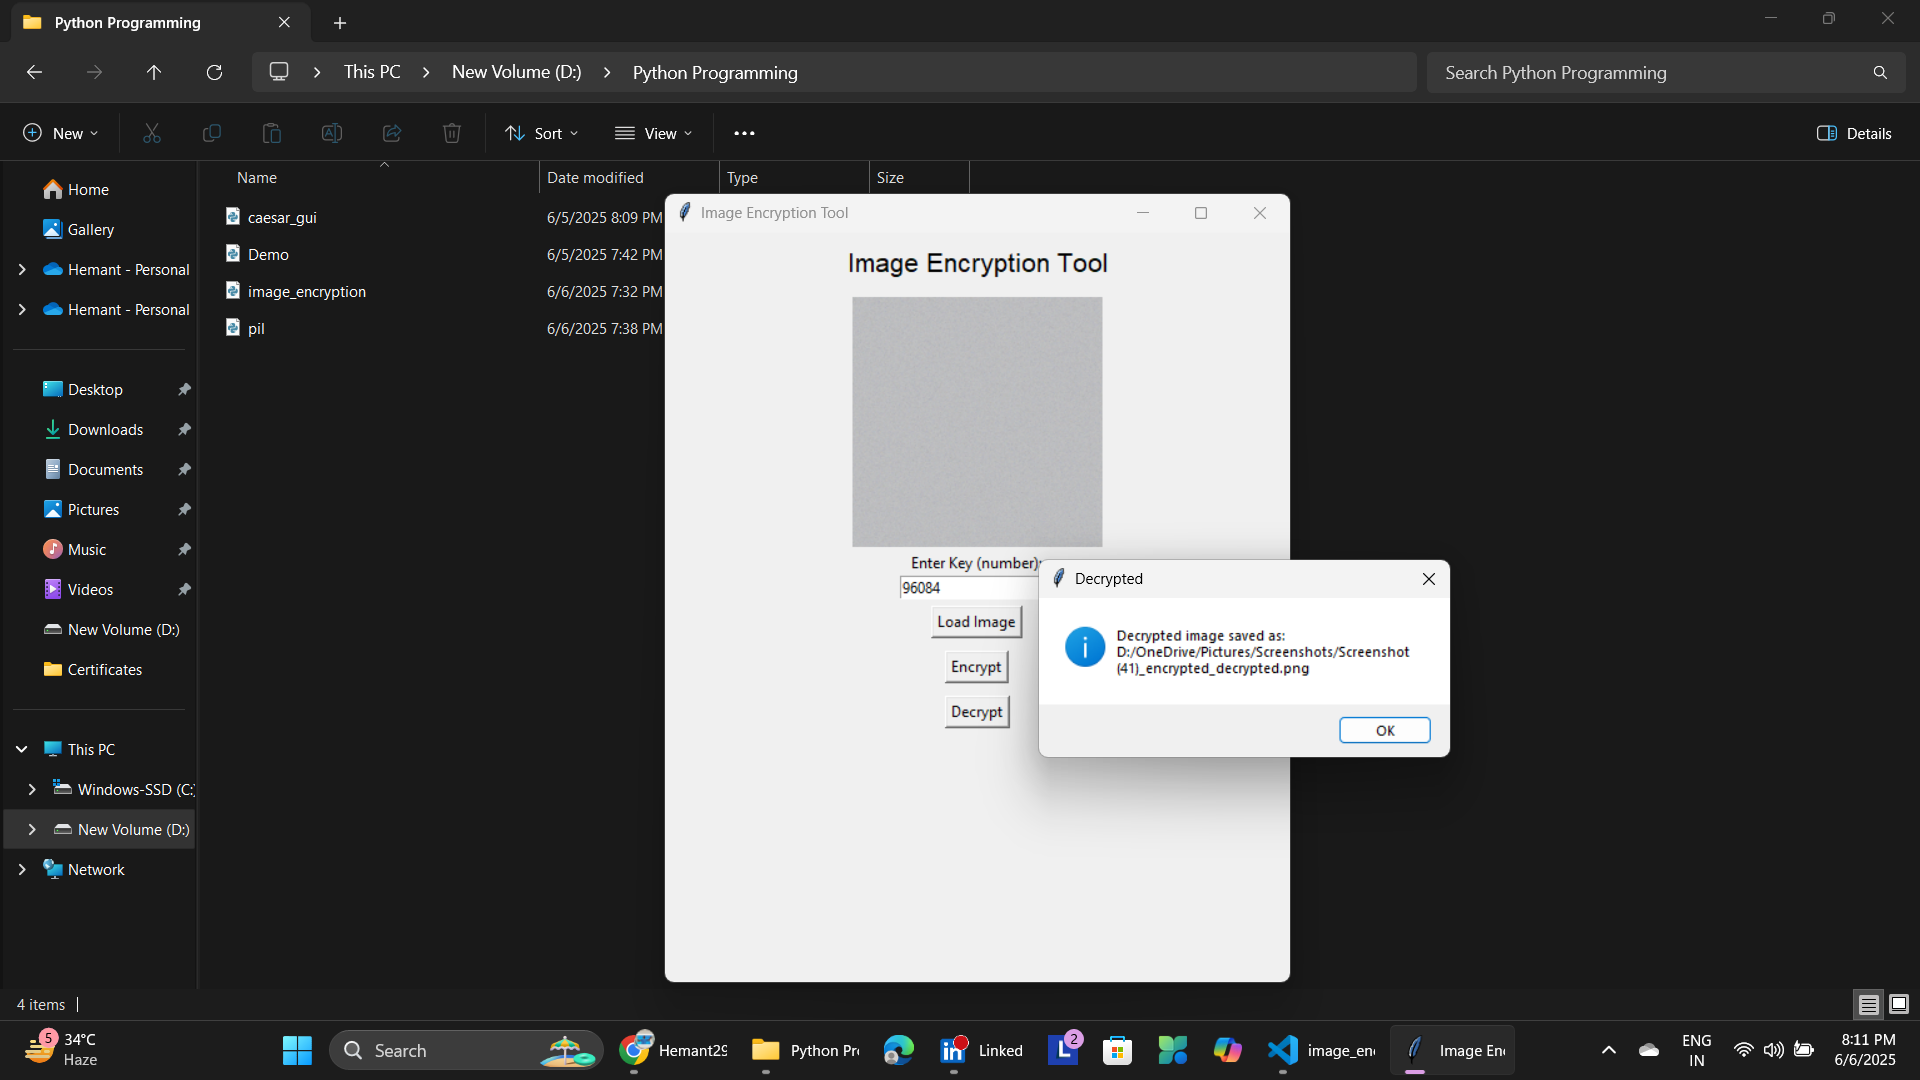 Python Programming
This PC
New Volume (D:)
Python Programming
Search Python Programming
New
Sort
View
Details
Name
Date modified
Type
Size
Home
Gallery
Hemant - Personal
Hemant - Personal
Desktop
Downloads
Documents
Pictures
Music
Videos
New Volume (D:)
Certificates
This PC
Windows-SSD (C:
New Volume (D:)
Network
caesar_gui
6/5/2025 8:09 PM
Demo
6/5/2025 7:42 PM
image_encryption
6/6/2025 7:32 PM
pil
6/6/2025 7:38 PM
Image Encryption Tool
Image Encryption Tool
Enter Key (number):
96084
Load Image
Encrypt
Decrypt
Decrypted
Decrypted image saved as:
D:/OneDrive/Pictures/Screenshots/Screenshot
(41)_encrypted_decrypted.png
OK
4 items
5
34°C
Haze
Search
Hemant29
Python Pr
Linked
L
2
image_en
Image En
ENG
IN
8:11 PM
6/6/2025